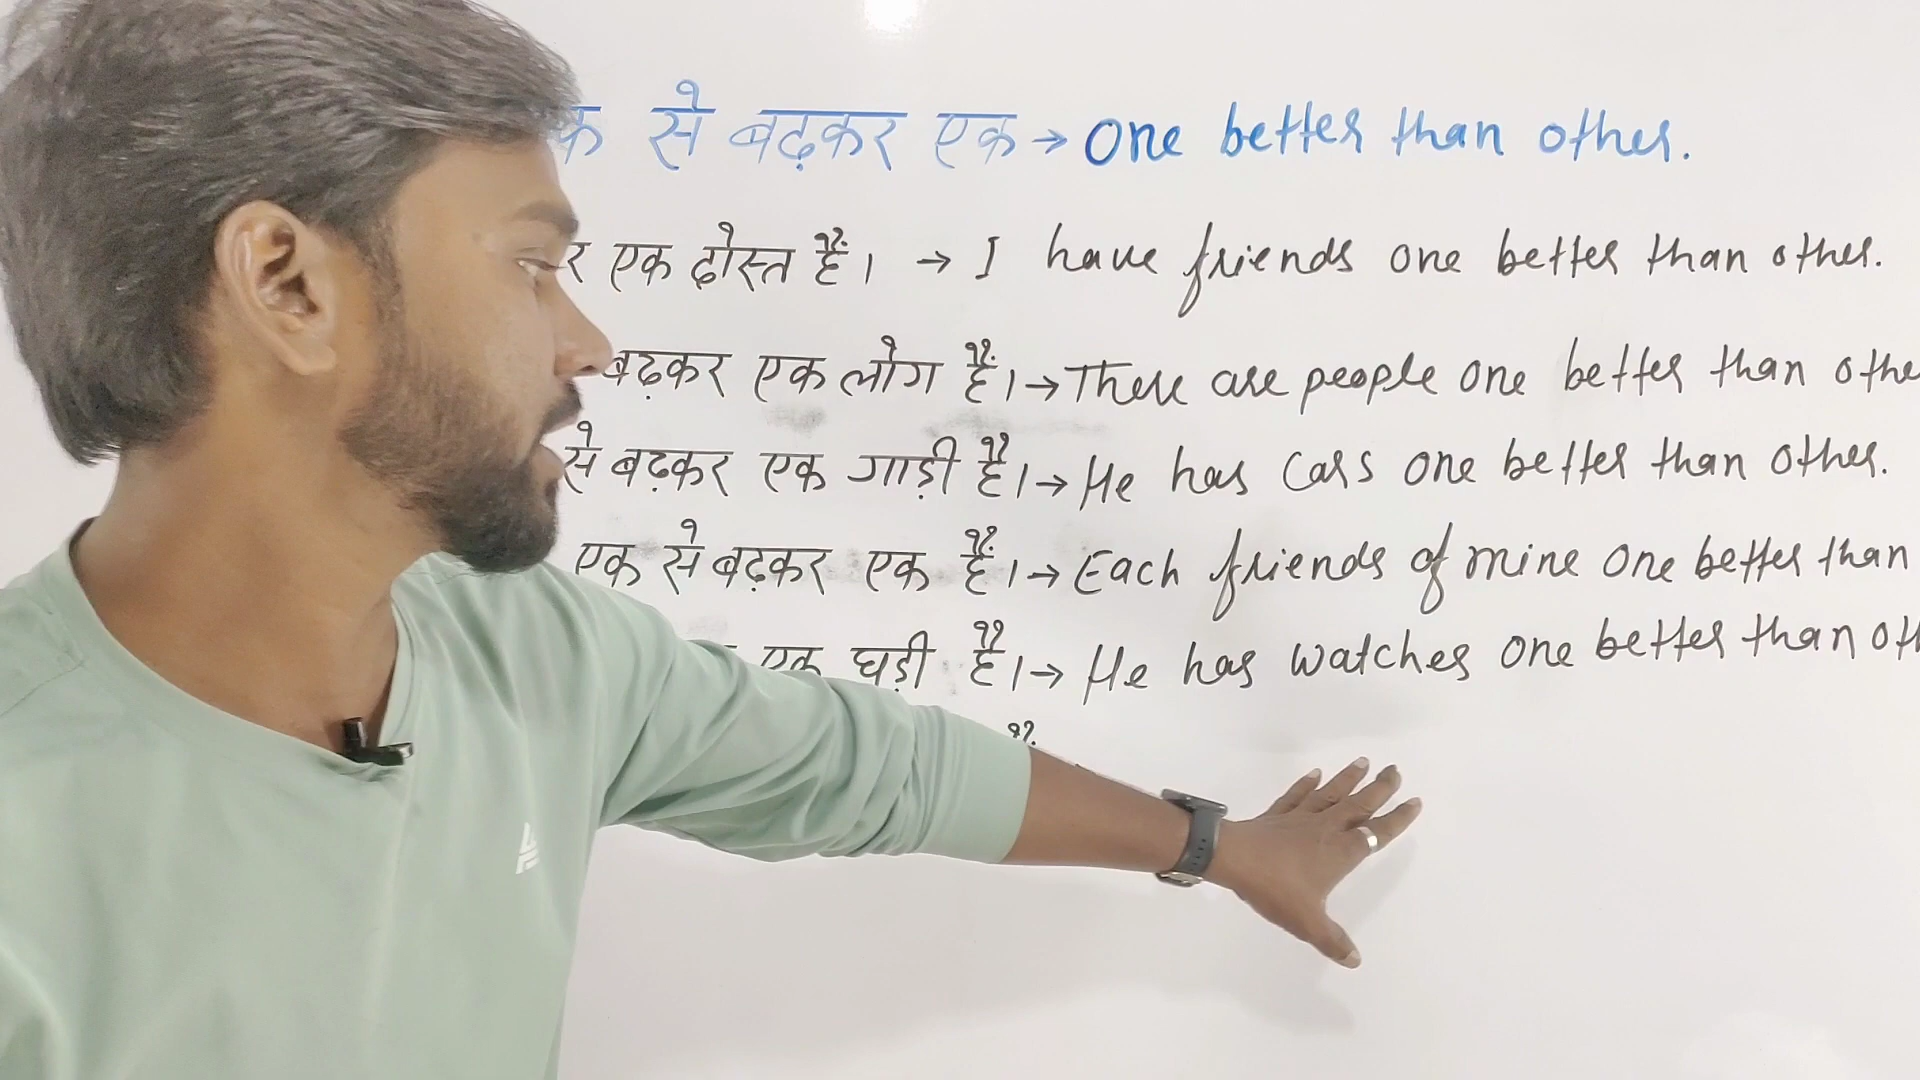 से बढ़कर एक → One better than other.
एक दोस्त हैं। → I have friends one better than other.
बढ़कर एक लोग हैं। → There are people one better than othe
से बढ़कर एक गाड़ी है। → He has cars one better than other.
एक से बढ़कर एक हैं। → Each friends of mine one better than
एक घड़ी है। → He has watches one better than oth